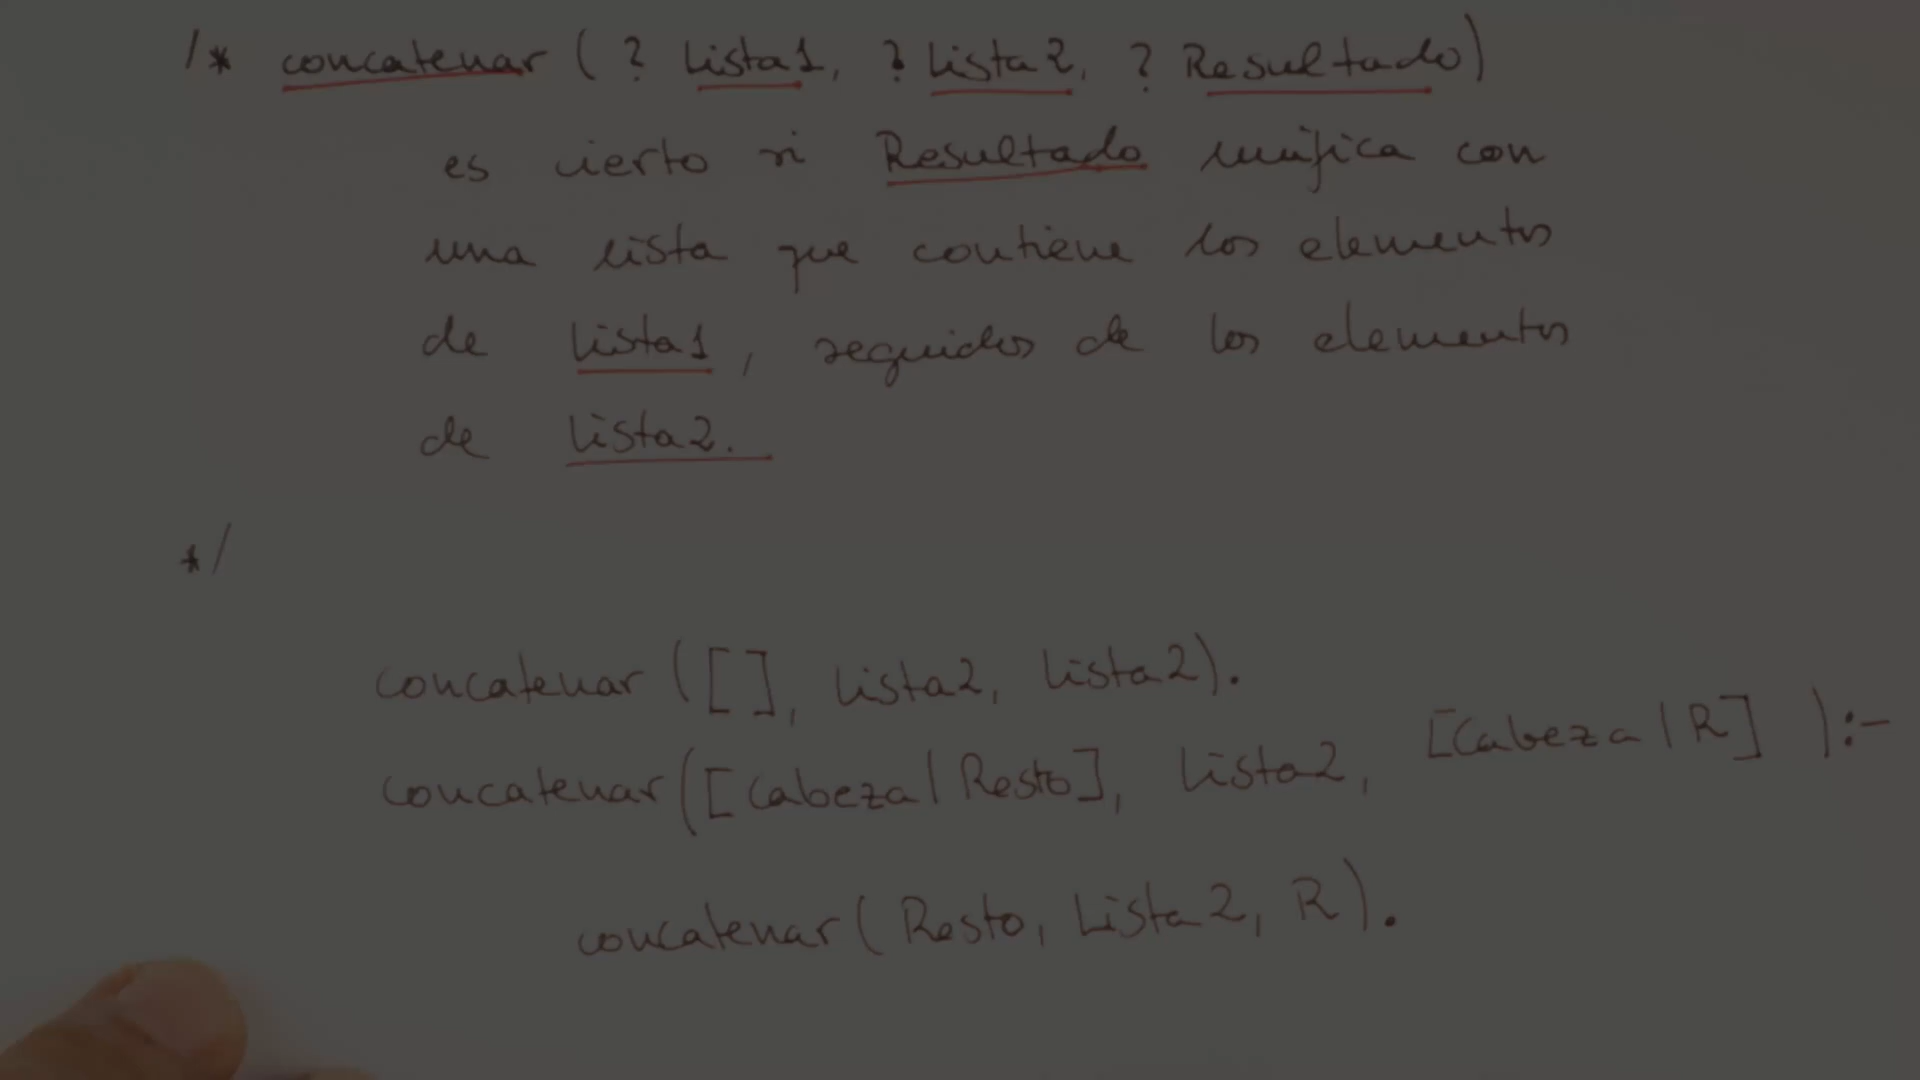 /* concatenar (? Lista1, ? Lista2, ? Resultado)
es cierto si Resultado unifica con
una lista que contiene los elementos
de Lista1, seguidos de los elementos
de Lista2.
*/
concatenar ([], Lista2, Lista2).
concatenar([Cabeza | Resto], Lista2, [Cabeza | R] ) :-
concatenar( Resto, Lista2, R).